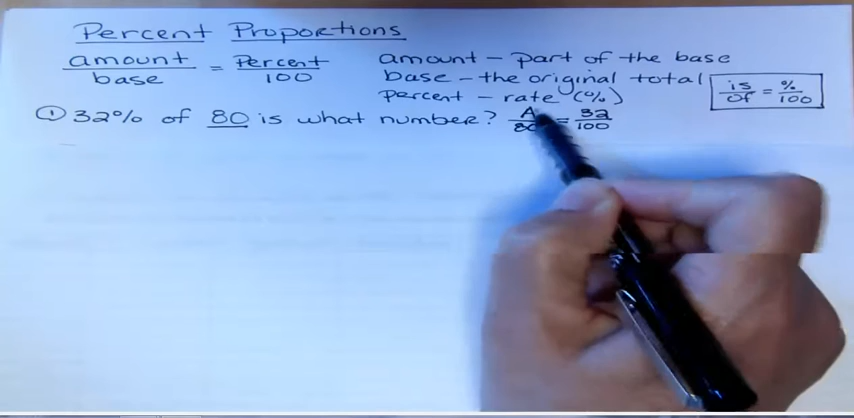 Percent Proportions
amount / base = Percent / 100
amount - part of the base
base - the original total
percent - rate (%)
is / of = % / 100
① 32% of 80 is what number? A / 80 = 32 / 100